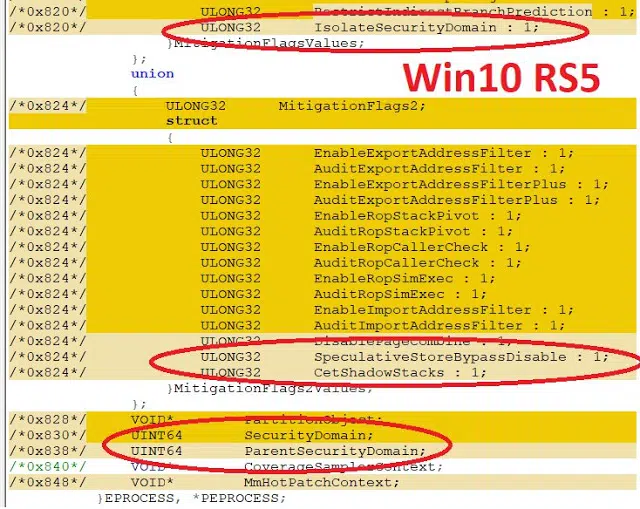 /*0x820*/ ULONG32 RestrictIndirectBranchPrediction : 1;
/*0x820*/ ULONG32 IsolateSecurityDomain : 1;
}MitigationFlagsValues;
};
union
Win10 RS5
{
/*0x824*/ ULONG32 MitigationFlags2;
struct
{
/*0x824*/ ULONG32 EnableExportAddressFilter : 1;
/*0x824*/ ULONG32 AuditExportAddressFilter : 1;
/*0x824*/ ULONG32 EnableExportAddressFilterPlus : 1;
/*0x824*/ ULONG32 AuditExportAddressFilterPlus : 1;
/*0x824*/ ULONG32 EnableRopStackPivot : 1;
/*0x824*/ ULONG32 AuditRopStackPivot : 1;
/*0x824*/ ULONG32 EnableRopCallerCheck : 1;
/*0x824*/ ULONG32 AuditRopCallerCheck : 1;
/*0x824*/ ULONG32 EnableRopSimExec : 1;
/*0x824*/ ULONG32 AuditRopSimExec : 1;
/*0x824*/ ULONG32 EnableImportAddressFilter : 1;
/*0x824*/ ULONG32 AuditImportAddressFilter : 1;
/*0x824*/ ULONG32 DisablePageCombine : 1;
/*0x824*/ ULONG32 SpeculativeStoreBypassDisable : 1;
/*0x824*/ ULONG32 CetShadowStacks : 1;
}MitigationFlags2Values;
};
/*0x828*/ VOID* PartitionObject;
/*0x830*/ UINT64 SecurityDomain;
/*0x838*/ UINT64 ParentSecurityDomain;
/*0x840*/ VOID* CoverageSamplerContext;
/*0x848*/ VOID* MmHotPatchContext;
}EPROCESS, *PEPROCESS;